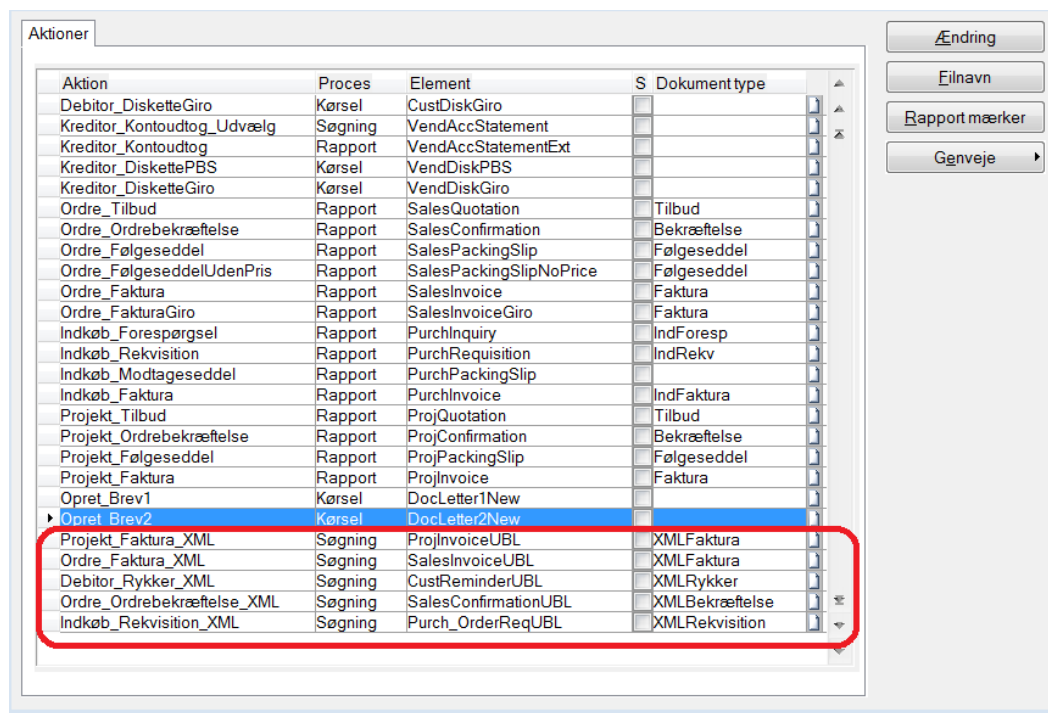 Aktioner
Ændring
Filnavn
Rapport mærker
Genveje
Aktion Proces Element S Dokument type
Debitor_DisketteGiro Kørsel CustDiskGiro
Kreditor_Kontoudtog_Udvælg Søgning VendAccStatement
Kreditor_Kontoudtog Rapport VendAccStatementExt
Kreditor_DiskettePBS Kørsel VendDiskPBS
Kreditor_DisketteGiro Kørsel VendDiskGiro
Ordre_Tilbud Rapport SalesQuotation Tilbud
Ordre_Ordrebekræftelse Rapport SalesConfirmation Bekræftelse
Ordre_Følgeseddel Rapport SalesPackingSlip Følgeseddel
Ordre_FølgeseddelUdenPris Rapport SalesPackingSlipNoPrice Følgeseddel
Ordre_Faktura Rapport SalesInvoice Faktura
Ordre_FakturaGiro Rapport SalesInvoiceGiro Faktura
Indkøb_Forespørgsel Rapport PurchInquiry IndForesp
Indkøb_Rekvisition Rapport PurchRequisition IndRekv
Indkøb_Modtageseddel Rapport PurchPackingSlip
Indkøb_Faktura Rapport PurchInvoice IndFaktura
Projekt_Tilbud Rapport ProjQuotation Tilbud
Projekt_Ordrebekræftelse Rapport ProjConfirmation Bekræftelse
Projekt_Følgeseddel Rapport ProjPackingSlip Følgeseddel
Projekt_Faktura Rapport ProjInvoice Faktura
Opret_Brev1 Kørsel DocLetter1New
Opret_Brev2 Kørsel DocLetter2New
Projekt_Faktura_XML Søgning ProjInvoiceUBL XMLFaktura
Ordre_Faktura_XML Søgning SalesInvoiceUBL XMLFaktura
Debitor_Rykker_XML Søgning CustReminderUBL XMLRykker
Ordre_Ordrebekræftelse_XML Søgning SalesConfirmationUBL XMLBekræftelse
Indkøb_Rekvisition_XML Søgning Purch_OrderReqUBL XMLRekvisition